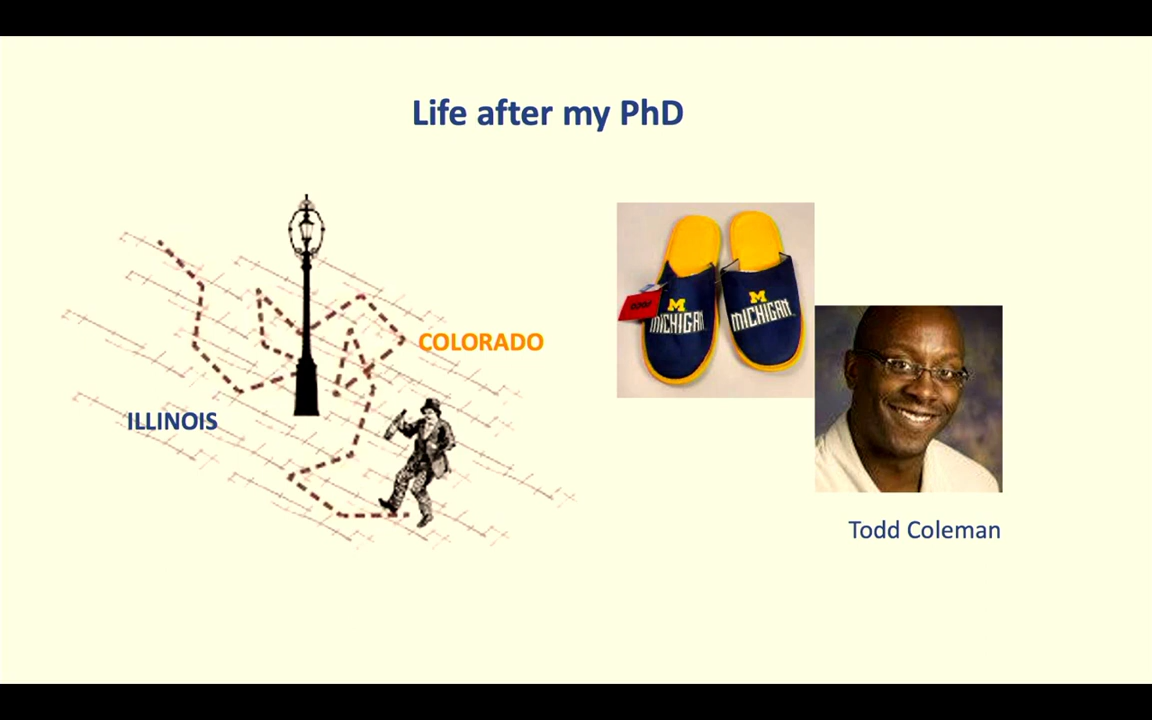 Life after my PhD
COLORADO
ILLINOIS
M
MICHIGAN
M
MICHIGAN
Todd Coleman